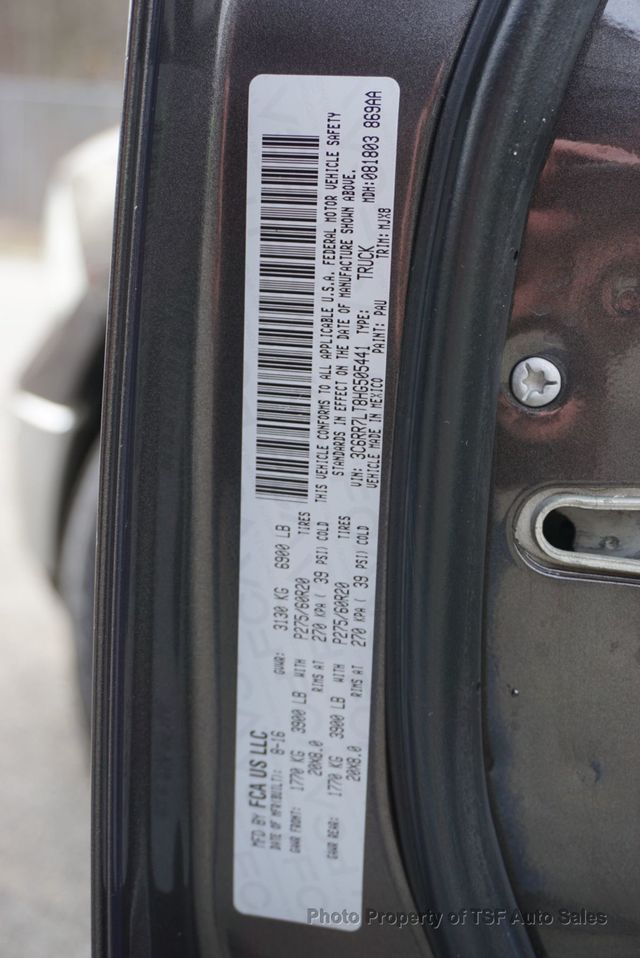 MFD BY FCA US LLC
DATE OF MFR(BUILT): 8-16 GVWR: 3130 KG 6900 LB
GAWR FRONT: 1770 KG 3900 LB WITH P275/60R20 TIRES
20X8.0 RIMS AT 270 KPA ( 39 PSI) COLD
GAWR REAR: 1770 KG 3900 LB WITH P275/60R20 TIRES
20X8.0 RIMS AT 270 KPA ( 39 PSI) COLD
THIS VEHICLE CONFORMS TO ALL APPLICABLE U.S.A. FEDERAL MOTOR VEHICLE SAFETY
STANDARDS IN EFFECT ON THE DATE OF MANUFACTURE SHOWN ABOVE.
VIN: 3C6RR7LT8HG505441 TYPE: TRUCK MDH:081803 869AA
VEHICLE MADE IN MEXICO PAINT: PAU TRIM: MJX8
Photo Property of TSF Auto Sales